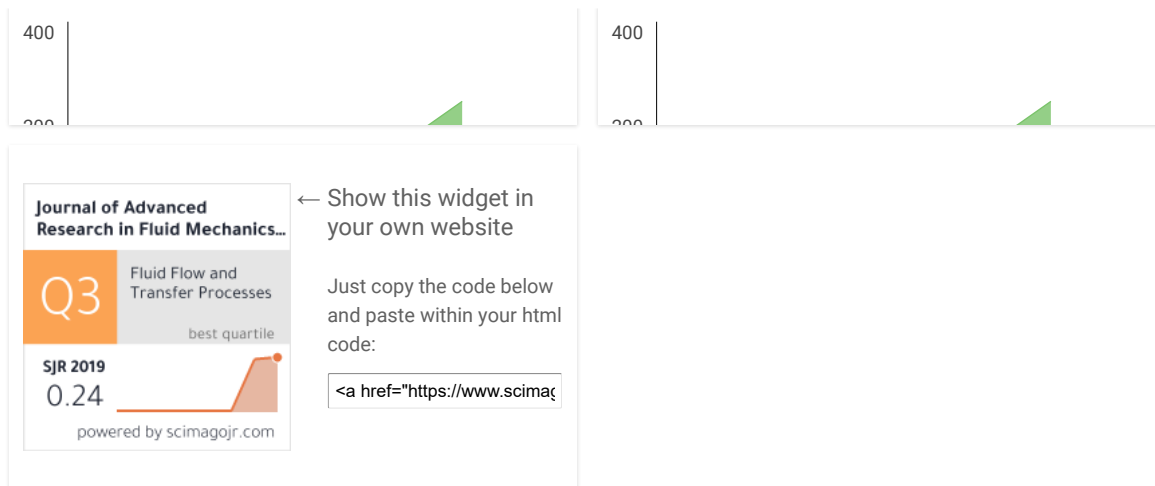 400
400
Journal of Advanced
Research in Fluid Mechanics...
Q3
Fluid Flow and
Transfer Processes
best quartile
SJR 2019
0.24
powered by scimagojr.com
← Show this widget in
your own website
Just copy the code below
and paste within your html
code:
<a href="https://www.scimag